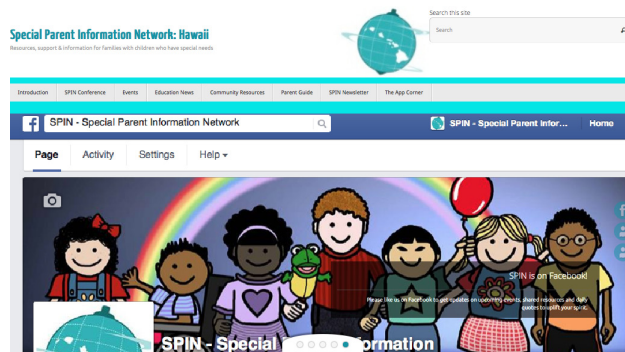 Search this site
Special Parent Information Network: Hawaii
Search
Resources, support & information for families with children who have special needs
Introduction SPIN Conference Events Education News Community Resources Parent Guide SPIN Newsletter The App Corner
f SPIN - Special Parent Information Network SPIN - Special Parent Infor... Home
Page Activity Settings Help
SPIN is on Facebook!
Please like us on Facebook to get updates on upcoming events, shared resources and daily
quotes to uplift your spirit.
SPIN - Special formation